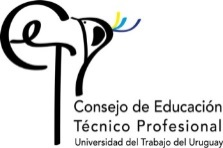 Consejo de Educación
Técnico Profesional
Universidad del Trabajo del Uruguay